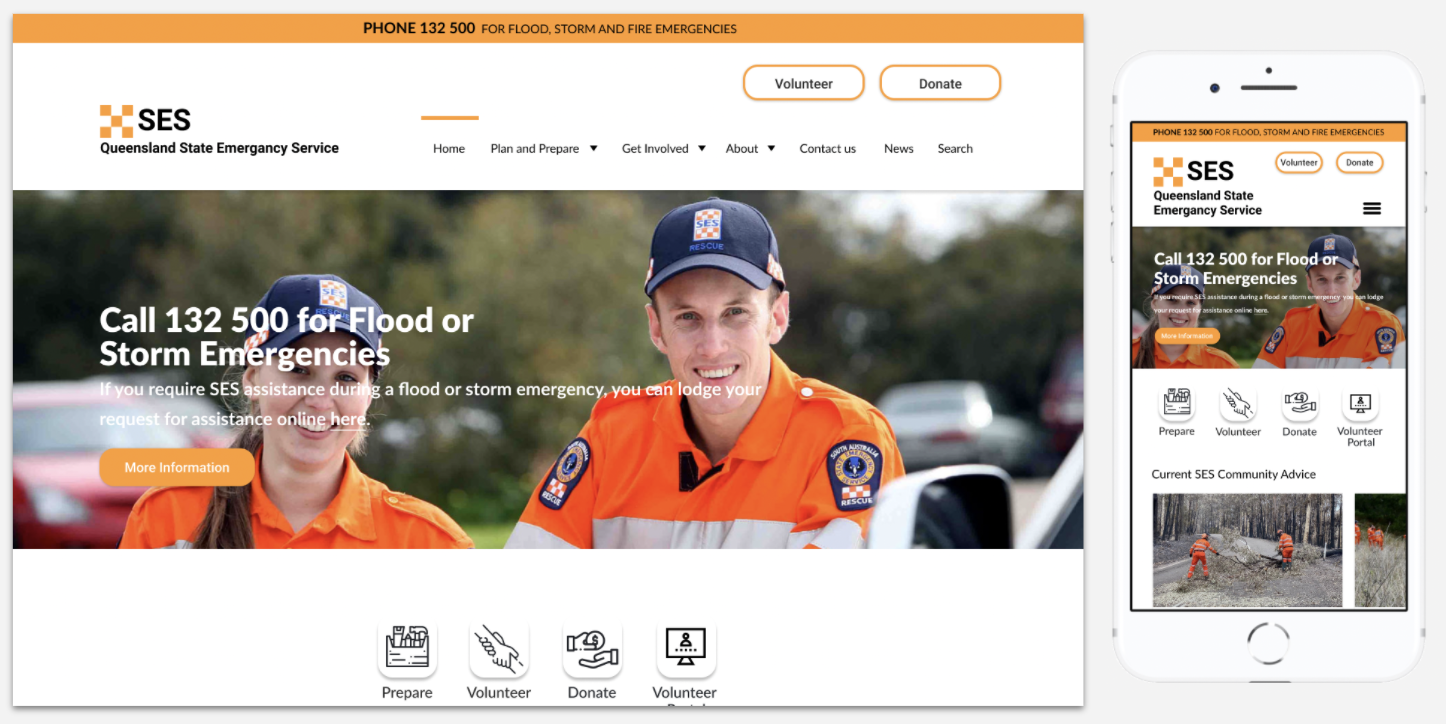 PHONE 132 500 FOR FLOOD, STORM AND FIRE EMERGENCIES
Volunteer
Donate
SES
Queensland State Emergancy Service
Home
Plan and Prepare
Get Involved
About
Contact us
News
Search
SES
RESCUE
SES
Call 132 500 for Flood or
Storm Emergencies
If you require SES assistance during a flood or storm emergency, you can lodge your
request for assistance online here.
More Information
RESCUE
SOUTH AUSTRALIA
STATE EMERGENCY
SERVICE
RESCUE
Prepare
Volunteer
Donate
Volunteer
PHONE 132 500 FOR FLOOD, STORM AND FIRE EMERGENCIES
Volunteer
Donate
SES
Queensland State
Emergancy Service
Call 132 500 for Flood or
Storm Emergencies
If you require SES assistance during a flood or storm emergency, you can lodge
your request for assistance online here.
More Information
Prepare
Volunteer
Donate
Volunteer
Portal
Current SES Community Advice